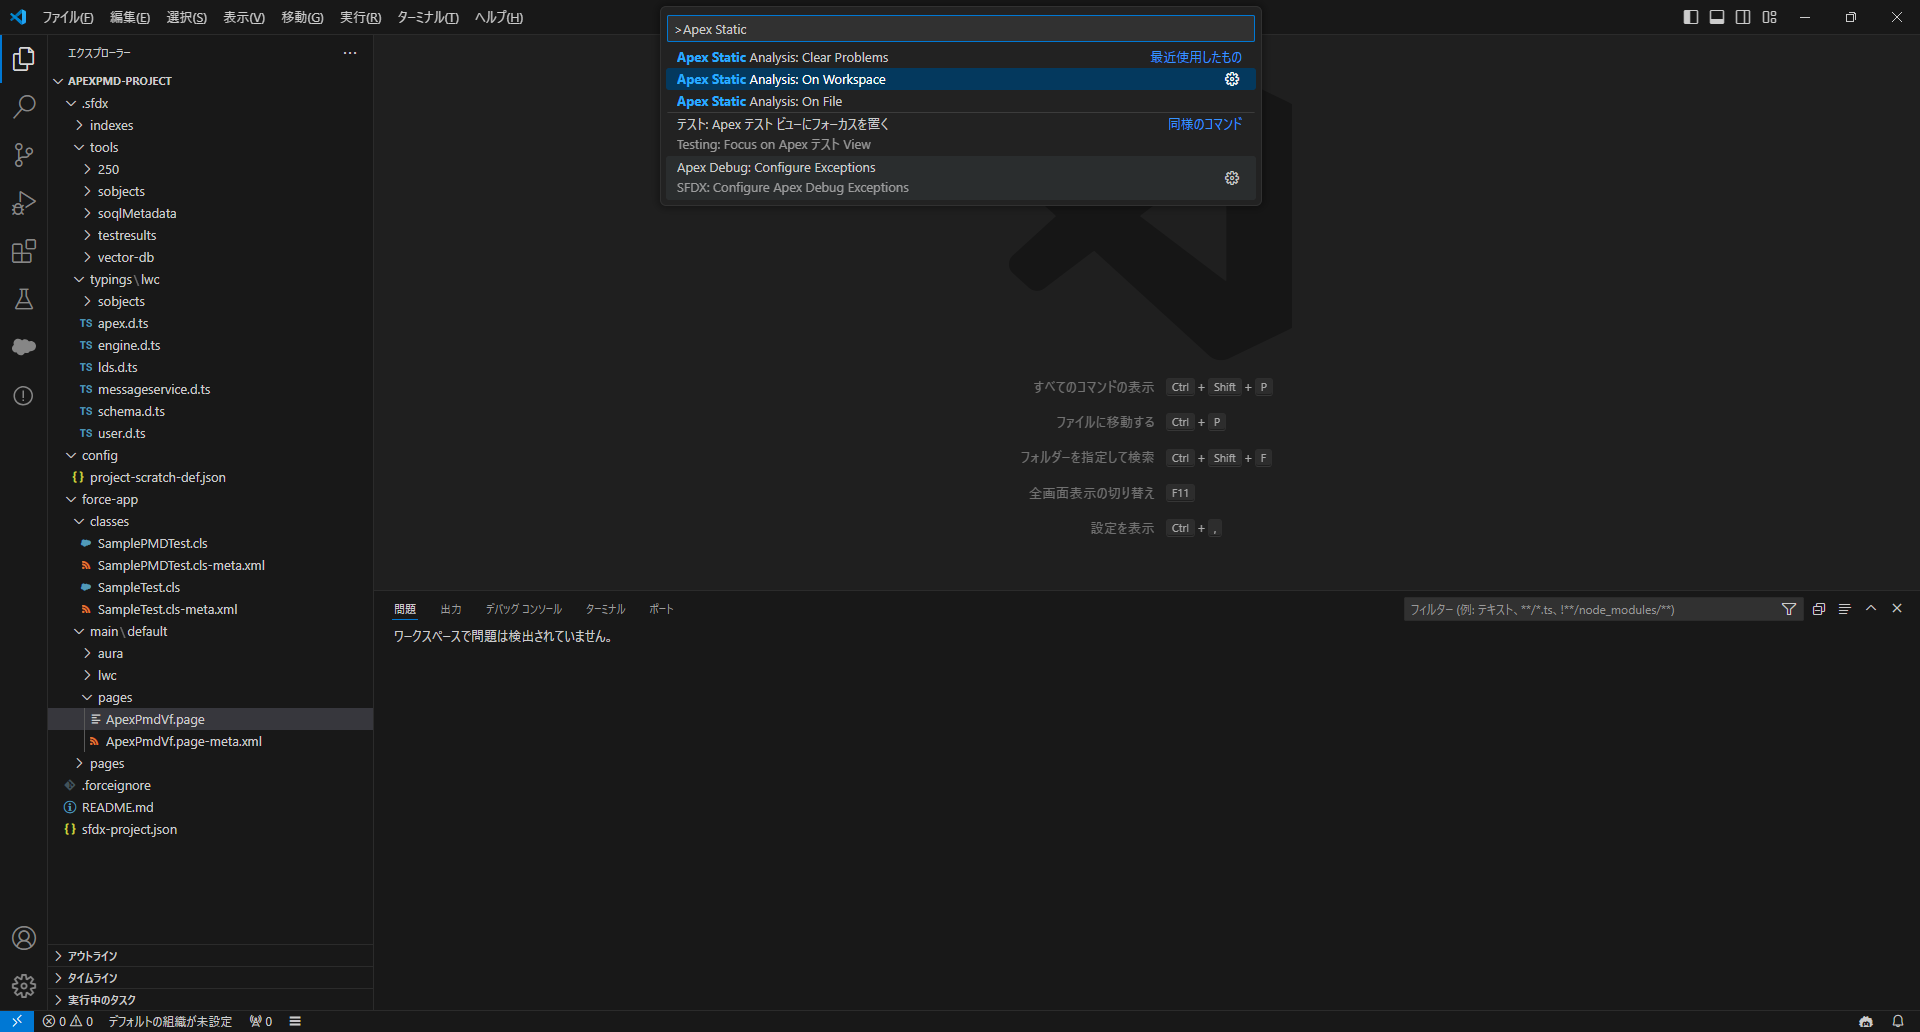 ファイル(F) 編集(E) 選択(S) 表示(V) 移動(G) 実行(R) ターミナル(T) ヘルプ(H)
>Apex Static
Apex Static Analysis: Clear Problems 最近使用したもの
Apex Static Analysis: On Workspace
Apex Static Analysis: On File
テスト: Apex テスト ビューにフォーカスを置く 同様のコマンド
Testing: Focus on Apex テスト View
Apex Debug: Configure Exceptions
SFDX: Configure Apex Debug Exceptions
エクスプローラー
APEXPMD-PROJECT
.sfdx
indexes
tools
250
sobjects
soqlMetadata
testresults
vector-db
typings\lwc
sobjects
TS apex.d.ts
TS engine.d.ts
TS lds.d.ts
TS messageservice.d.ts
TS schema.d.ts
TS user.d.ts
config
{} project-scratch-def.json
force-app
classes
SamplePMDTest.cls
SamplePMDTest.cls-meta.xml
SampleTest.cls
SampleTest.cls-meta.xml
main\default
aura
lwc
pages
ApexPmdVf.page
ApexPmdVf.page-meta.xml
pages
.forceignore
README.md
{} sfdx-project.json
アウトライン
タイムライン
実行中のタスク
すべてのコマンドの表示 Ctrl + Shift + P
ファイルに移動する Ctrl + P
フォルダーを指定して検索 Ctrl + Shift + F
全画面表示の切り替え F11
設定を表示 Ctrl + ,
問題 出力 デバッグ コンソール ターミナル ポート
フィルター (例: テキスト、**/*.ts、!**/node_modules/**)
ワークスペースで問題は検出されていません。
0 0 デフォルトの組織が未設定 0